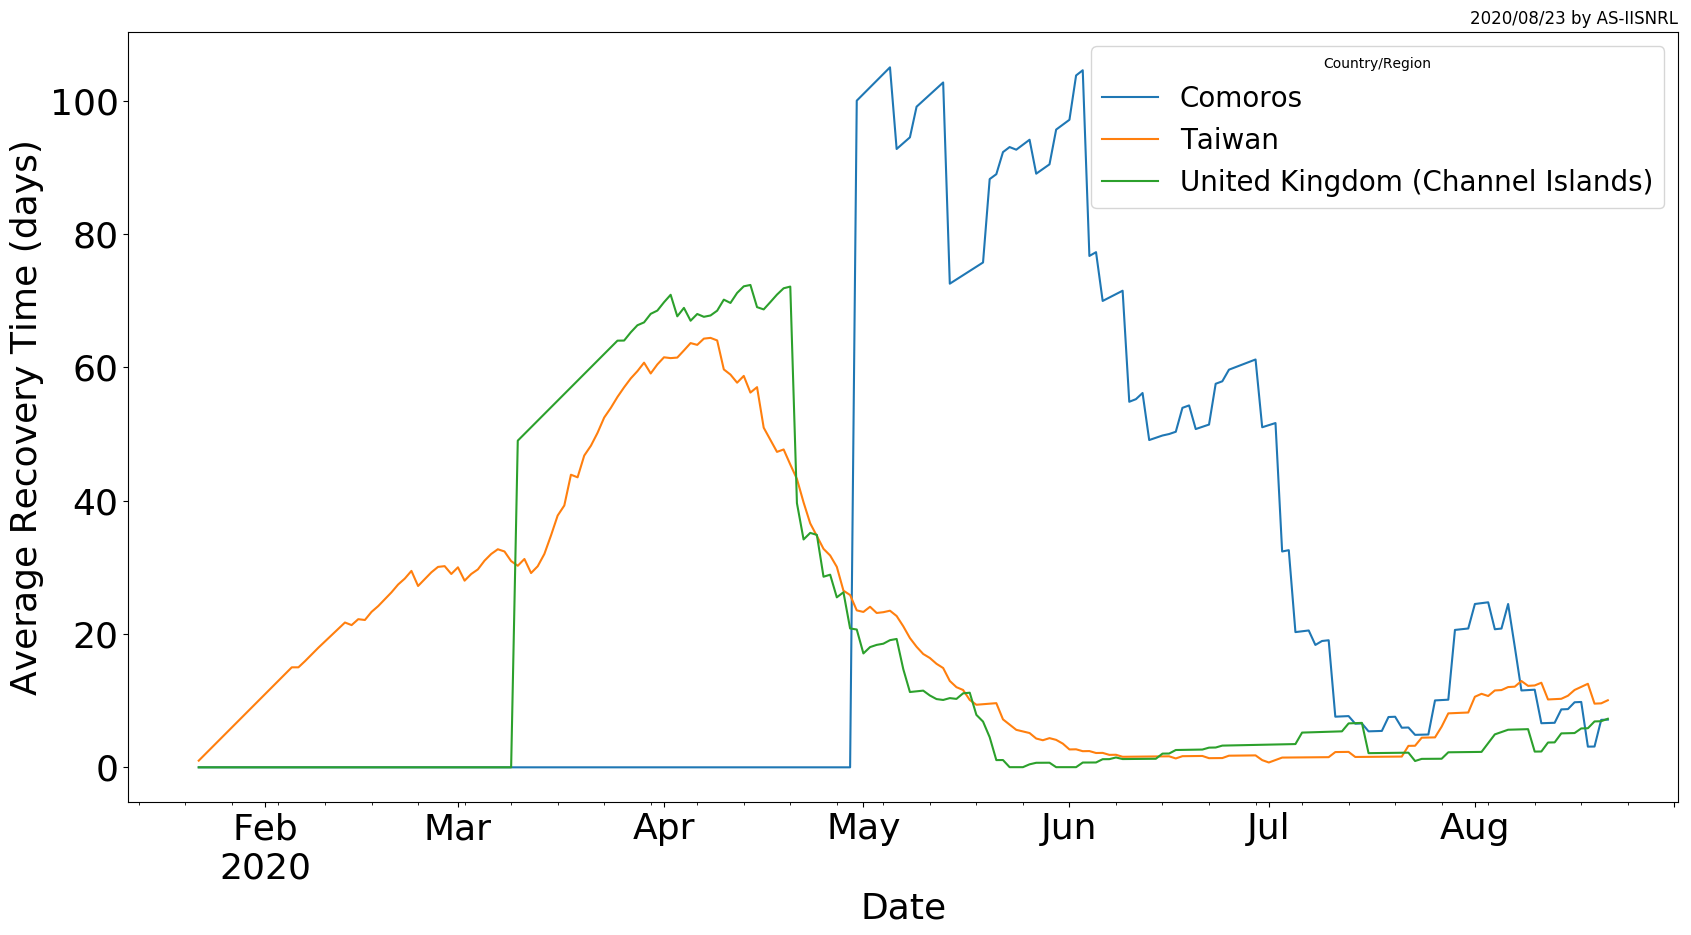 2020/08/23 by AS-IISNRL
Country/Region
Comoros
Taiwan
United Kingdom (Channel Islands)
Average Recovery Time (days)
100
80
60
40
20
0
Feb Mar Apr May Jun Jul Aug
2020
Date